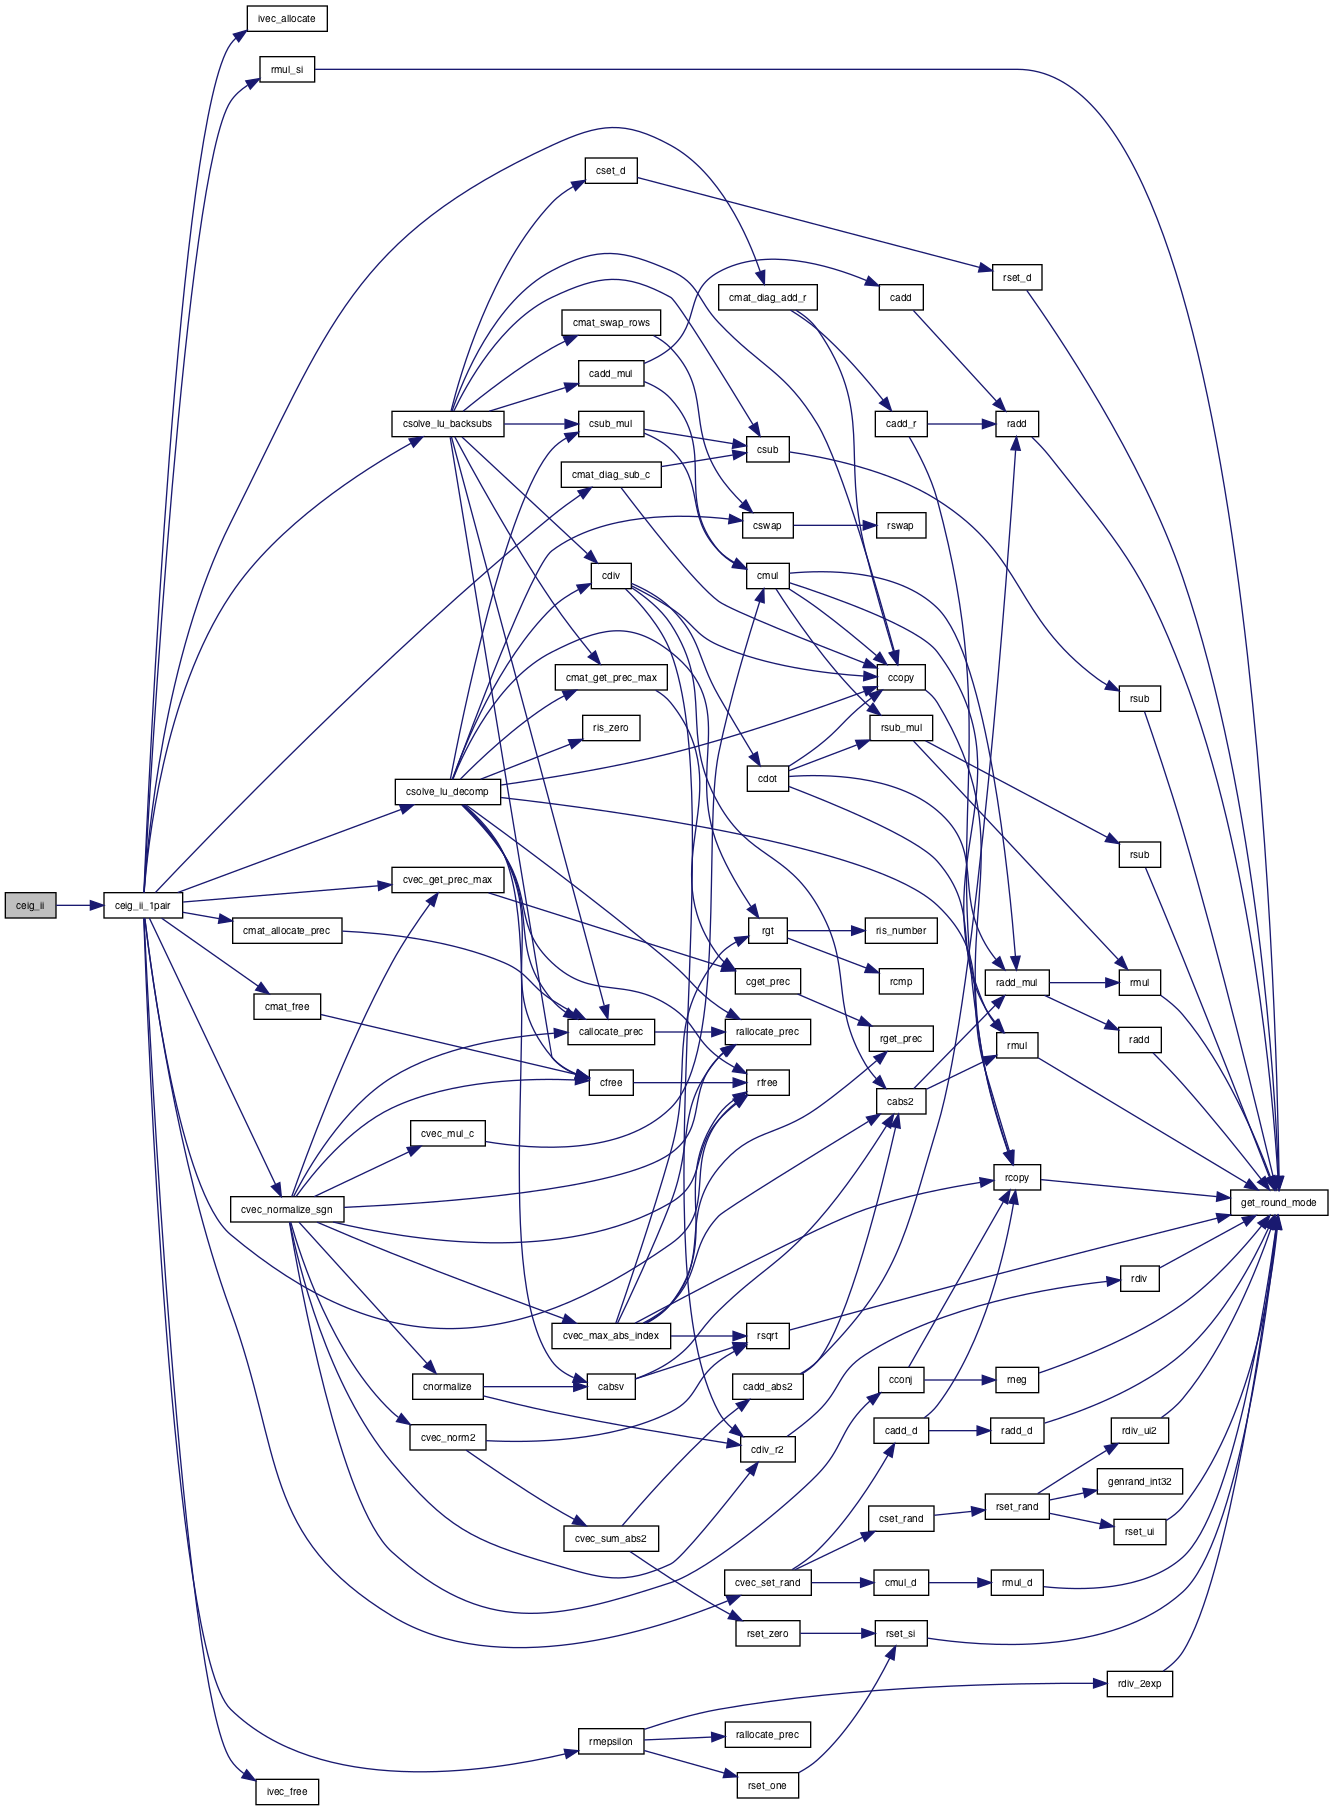 ivec_allocate
rmul_si
cset_d
rset_d
cmat_diag_add_r
cadd
cmat_swap_rows
cadd_mul
csolve_lu_backsubs
csub_mul
cadd_r
radd
csub
cmat_diag_sub_c
cswap
rswap
cdiv
cmul
cmat_get_prec_max
ccopy
rsub
ris_zero
rsub_mul
csolve_lu_decomp
cdot
rsub
cvec_get_prec_max
ceig_ii
ceig_ii_1pair
cmat_allocate_prec
rgt
ris_number
cget_prec
rcmp
radd_mul
rmul
cmat_free
callocate_prec
rallocate_prec
rget_prec
rmul
radd
cfree
rfree
cabs2
cvec_mul_c
rcopy
cvec_normalize_sgn
get_round_mode
rdiv
cvec_max_abs_index
rsqrt
cnormalize
cabsv
cadd_abs2
cconj
rneg
cvec_norm2
cdiv_r2
cadd_d
radd_d
rdiv_ui2
genrand_int32
cset_rand
rset_rand
rset_ui
cvec_sum_abs2
cvec_set_rand
cmul_d
rmul_d
rset_zero
rset_si
rdiv_2exp
rmepsilon
rallocate_prec
rset_one
ivec_free